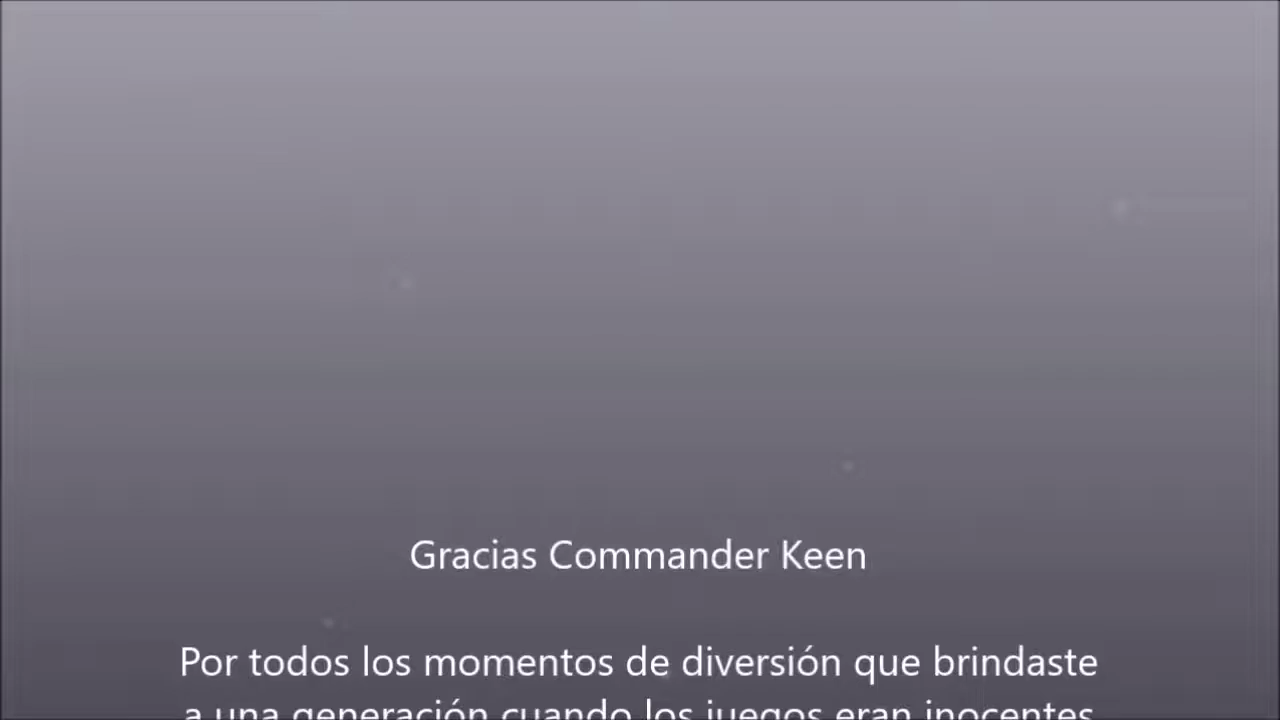 Gracias Commander Keen
Por todos los momentos de diversión que brindaste
a una generación cuando los juegos eran inocentes